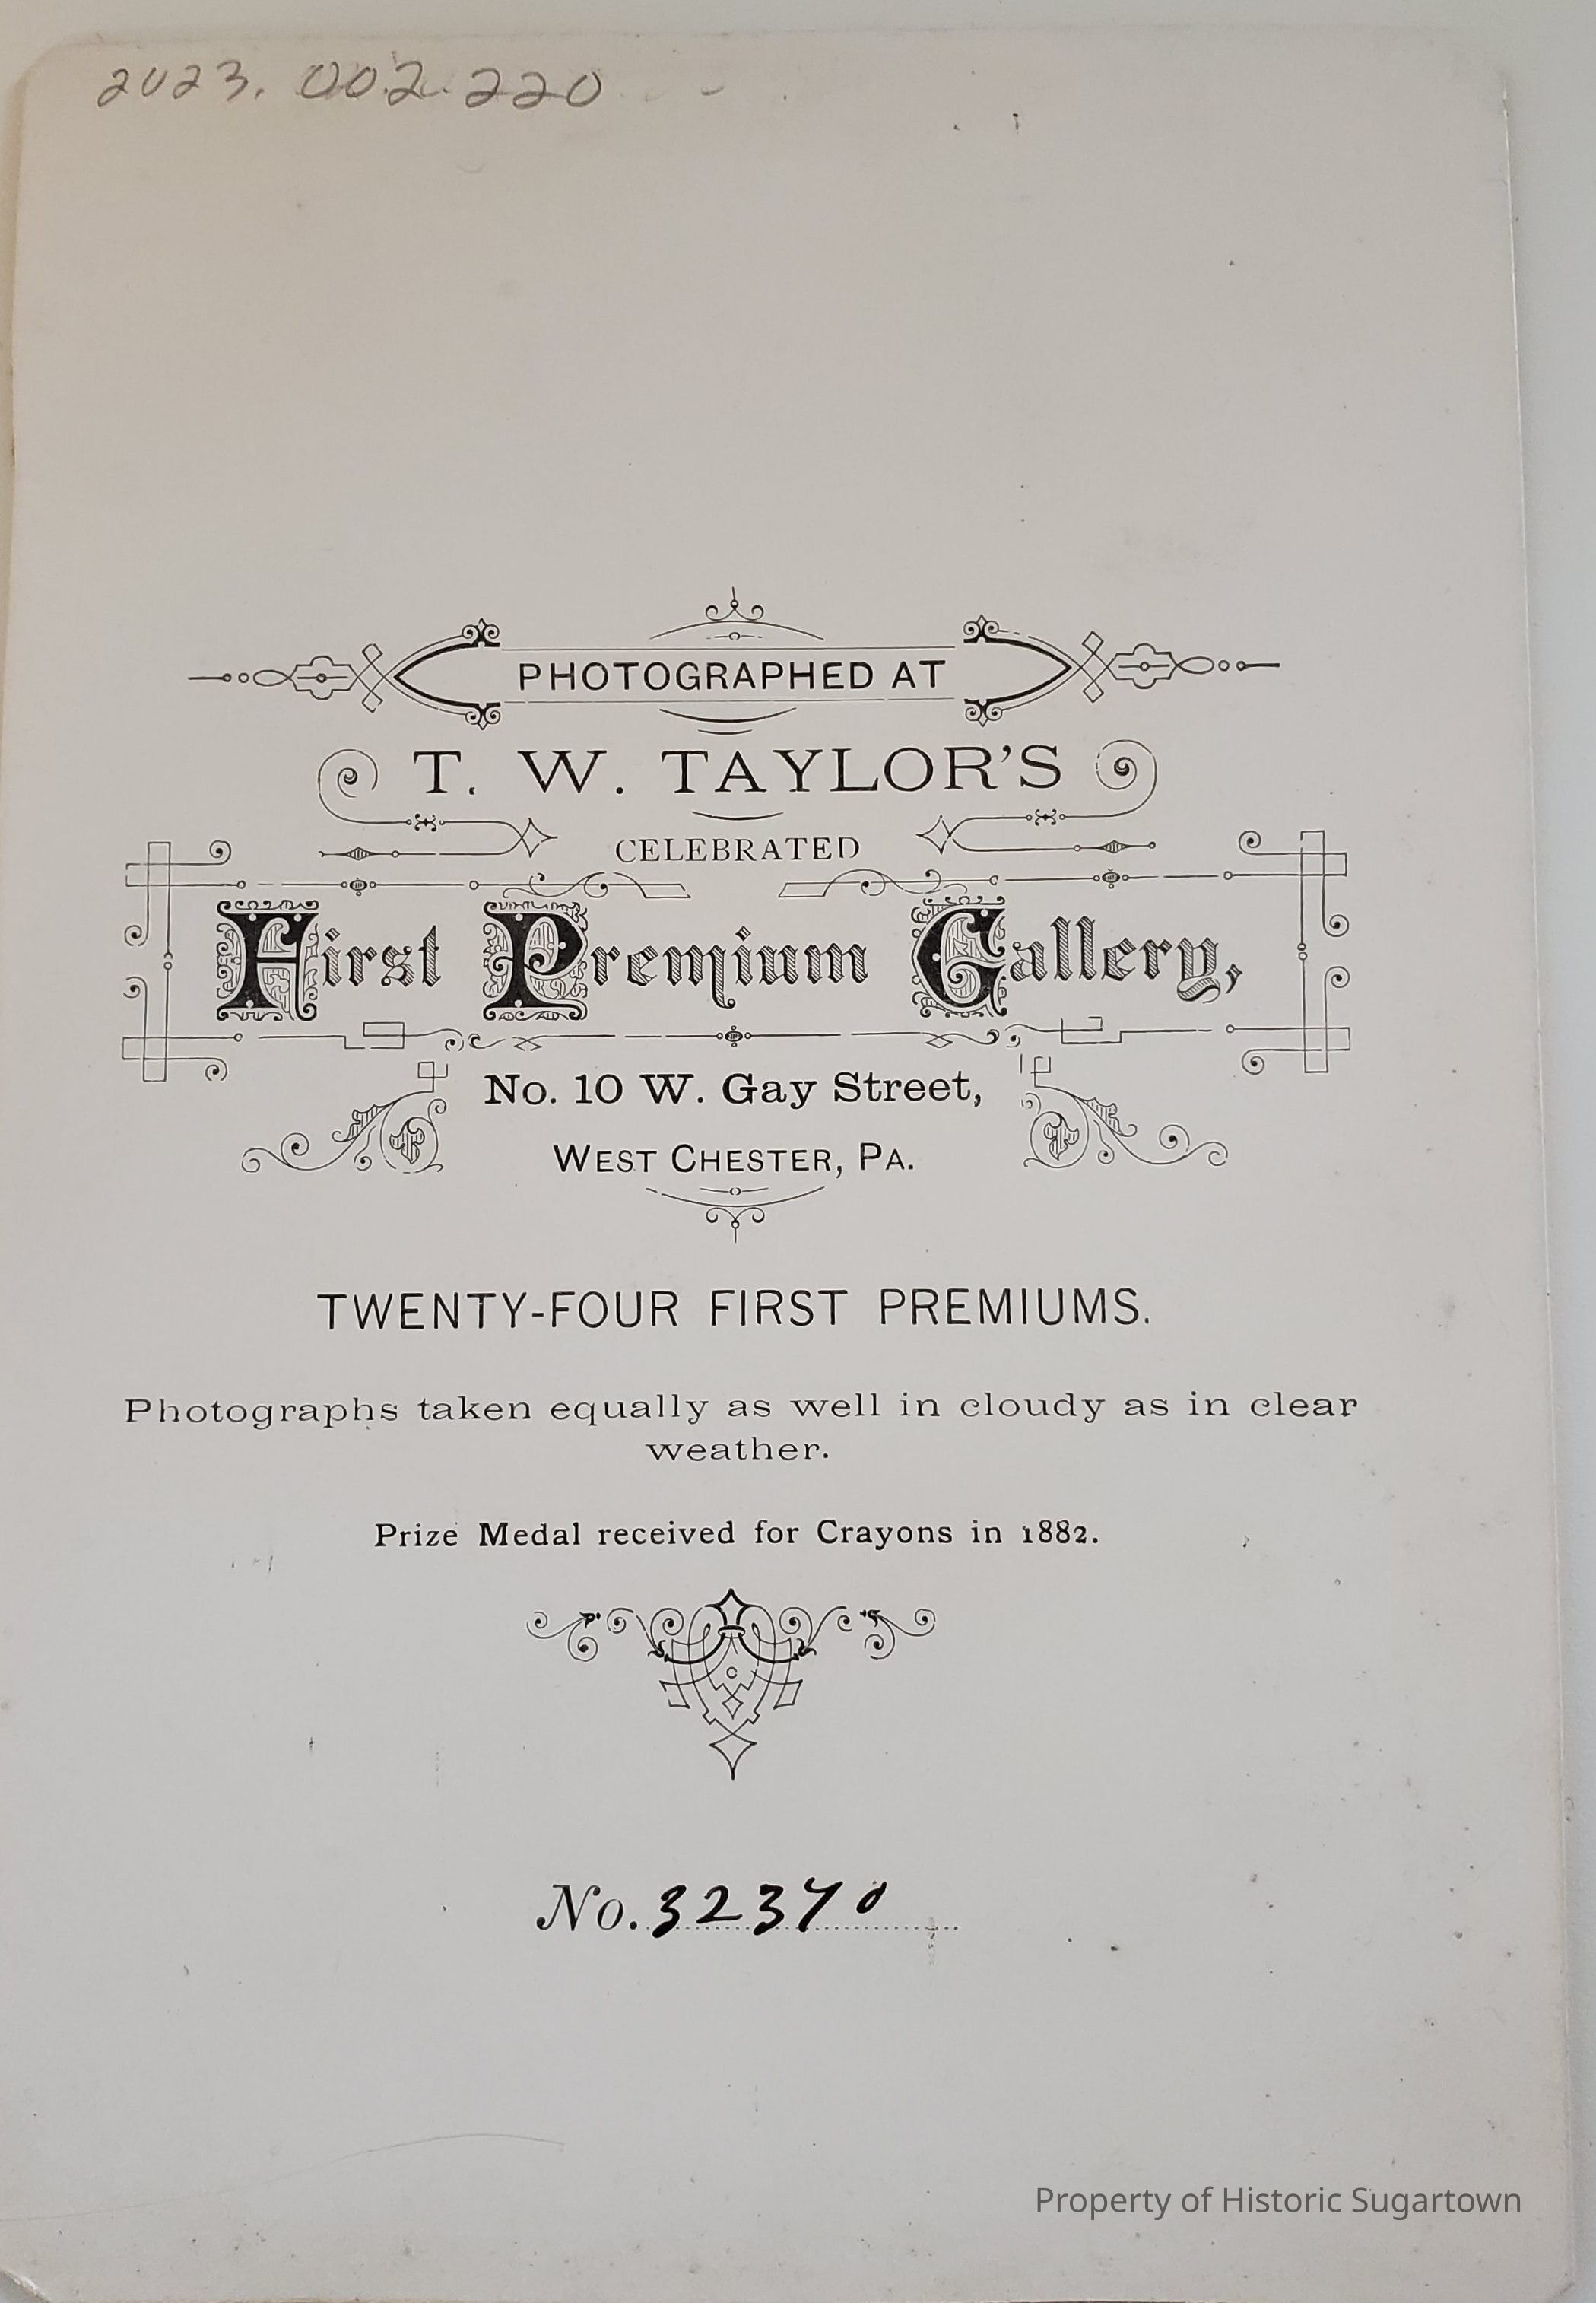 2023.002.220
PHOTOGRAPHED AT
T. W. TAYLOR'S
CELEBRATED
First Premium Gallery,
No. 10 W. Gay Street,
WEST CHESTER, PA.
TWENTY-FOUR FIRST PREMIUMS.
Photographs taken equally as well in cloudy as in clear
weather.
Prize Medal received for Crayons in 1882.
No. 32370
Property of Historic Sugartown